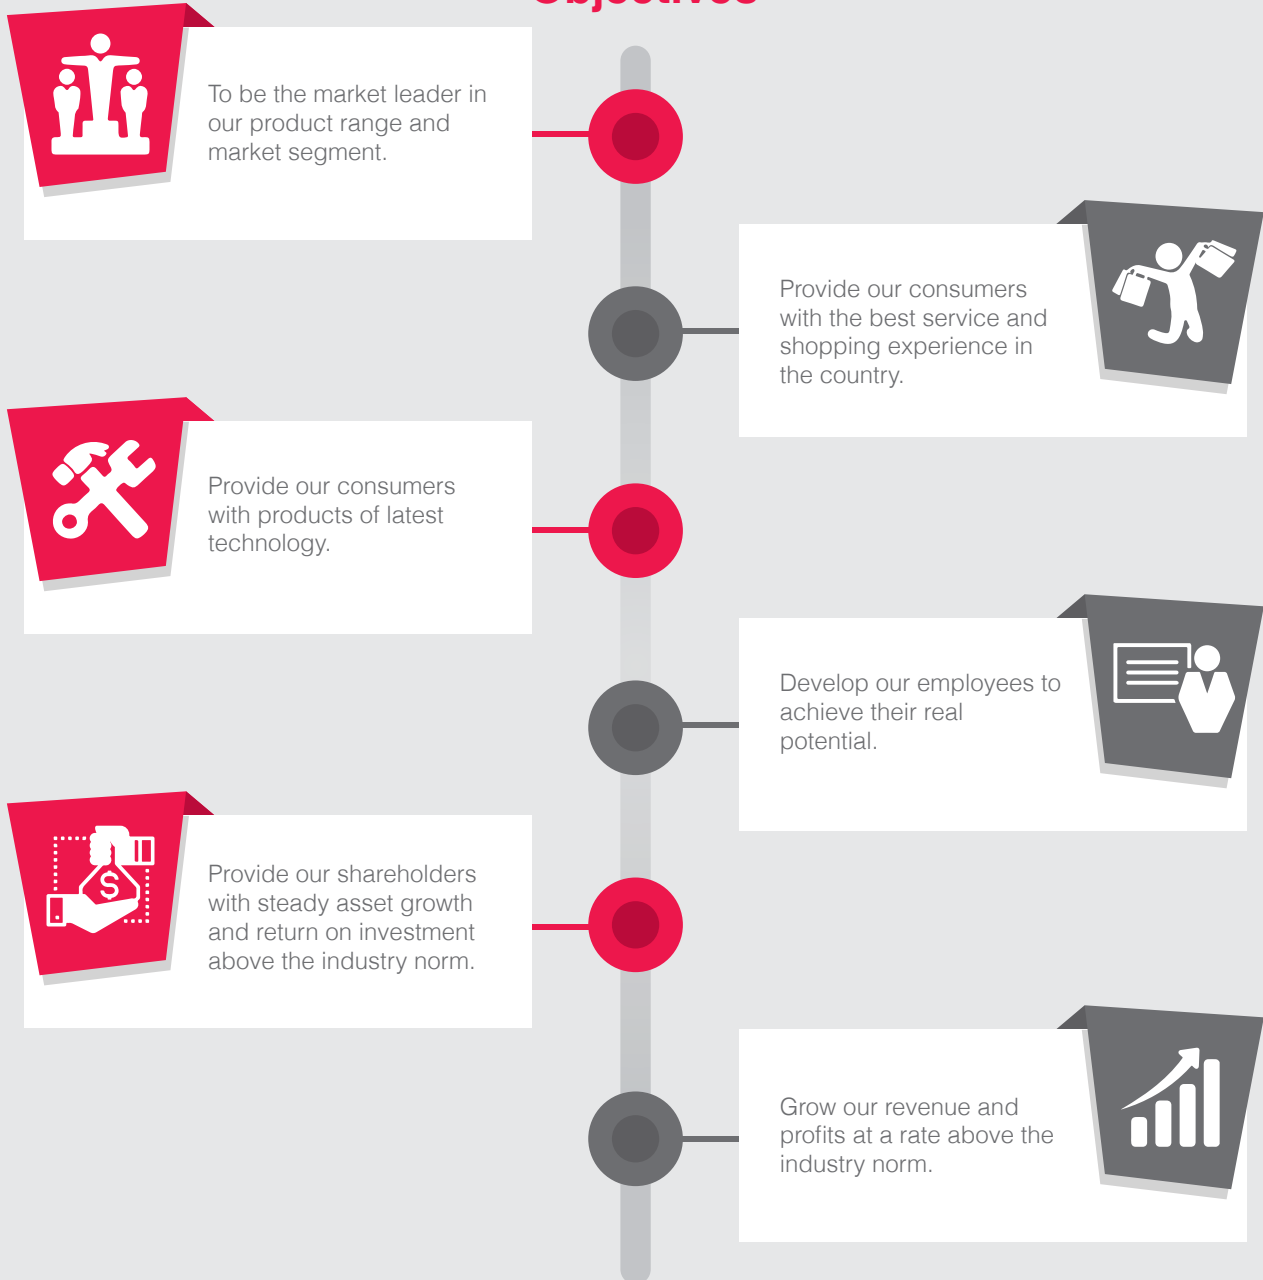 Objectives
To be the market leader in
our product range and
market segment.
Provide our consumers
with the best service and
shopping experience in
the country.
Provide our consumers
with products of latest
technology.
Develop our employees to
achieve their real
potential.
Provide our shareholders
with steady asset growth
and return on investment
above the industry norm.
$
Grow our revenue and
profits at a rate above the
industry norm.